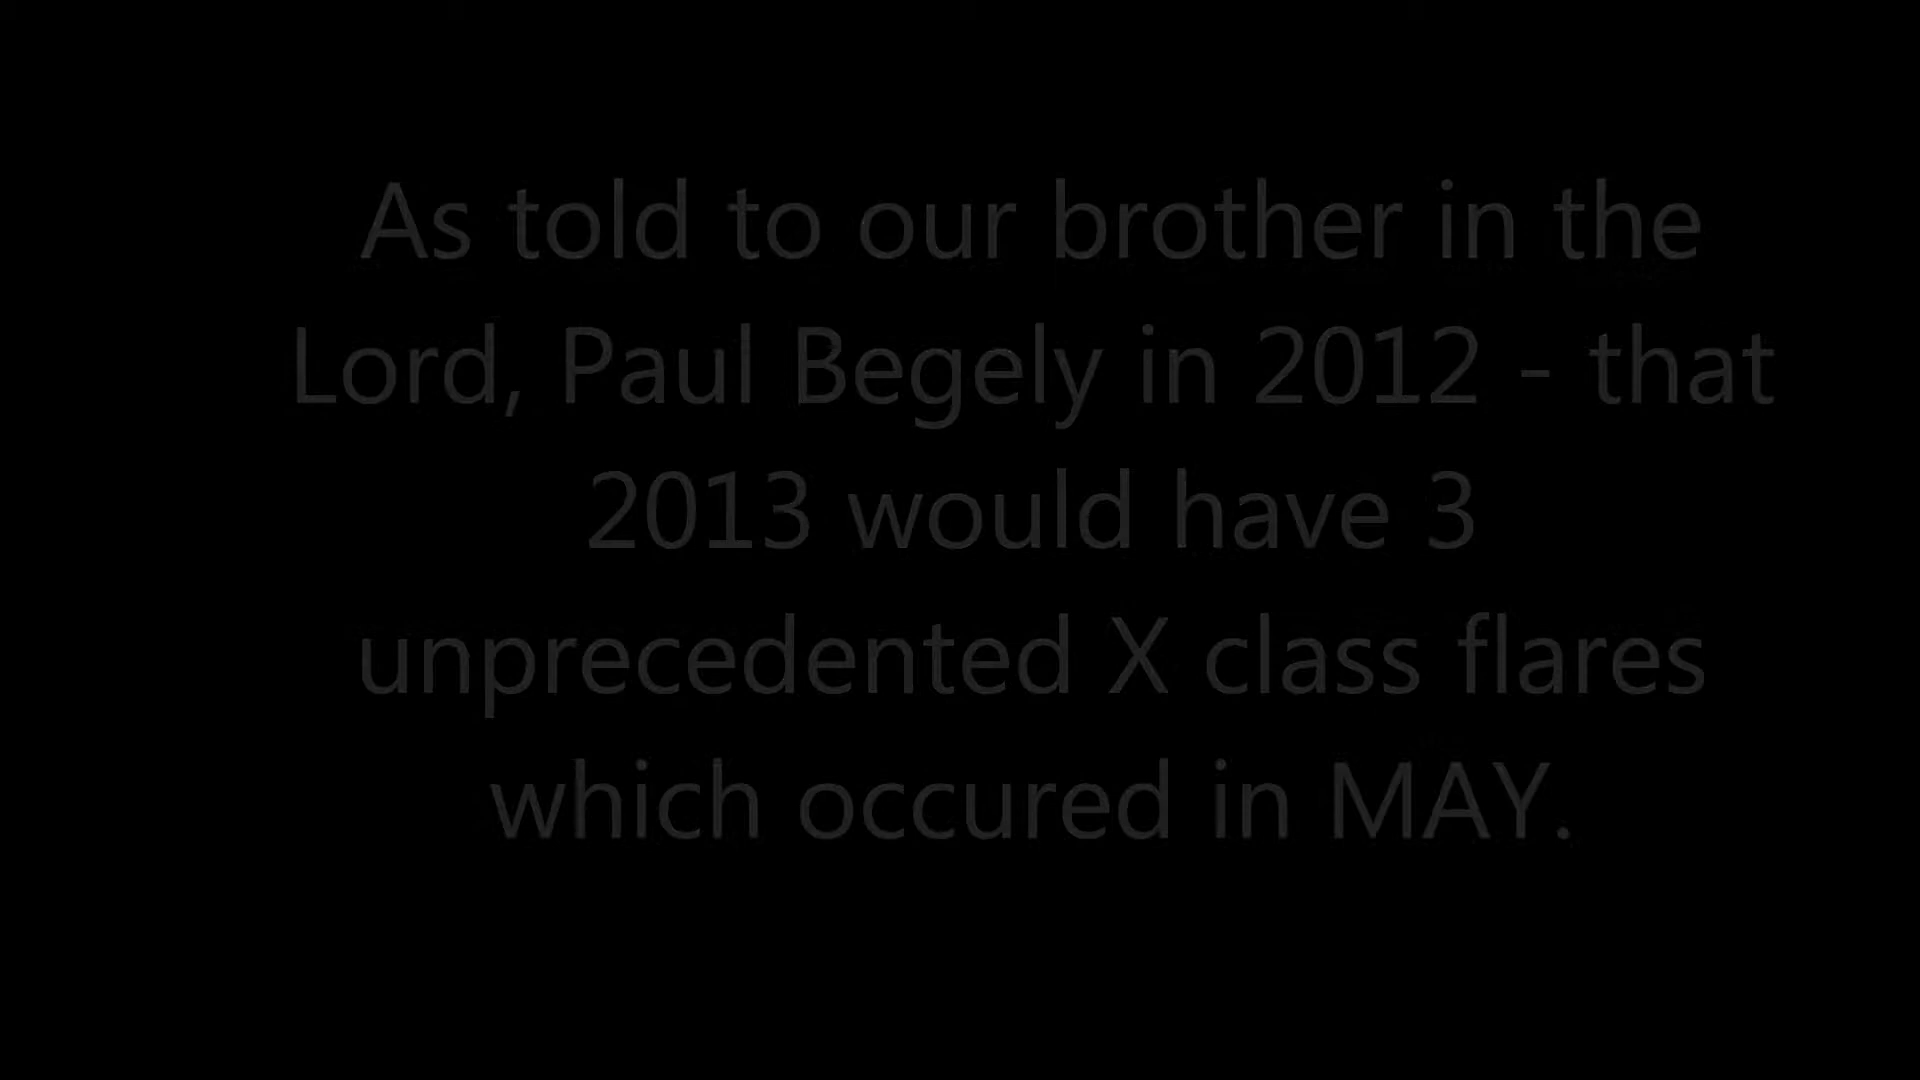 As told to our brother in the
Lord, Paul Begely in 2012 - that
2013 would have 3
unprecedented X class flares
which occured in MAY.